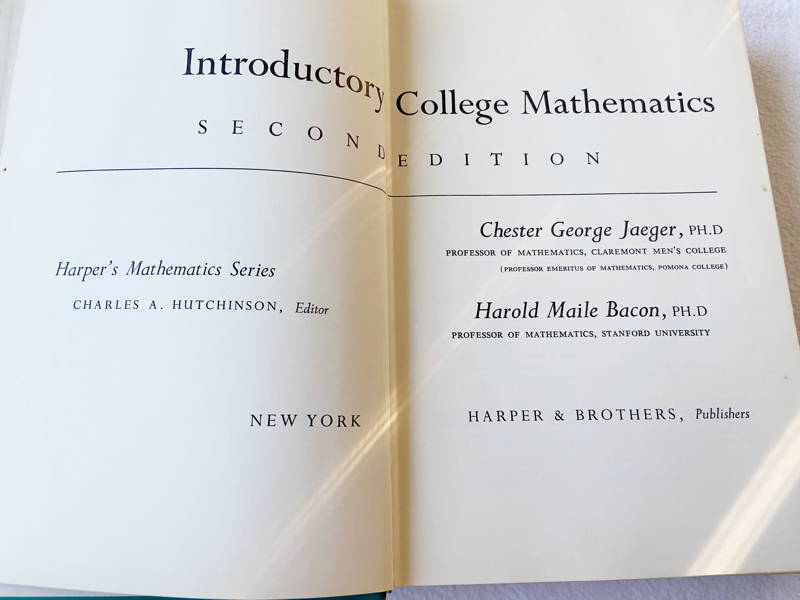 Introductory College Mathematics
SECOND EDITION
Harper's Mathematics Series
CHARLES A. HUTCHINSON, Editor
NEW YORK
Chester George Jaeger, PH.D
PROFESSOR OF MATHEMATICS, CLAREMONT MEN'S COLLEGE
(PROFESSOR EMERITUS OF MATHEMATICS, POMONA COLLEGE)
Harold Maile Bacon, PH.D
PROFESSOR OF MATHEMATICS, STANFORD UNIVERSITY
HARPER & BROTHERS, Publishers